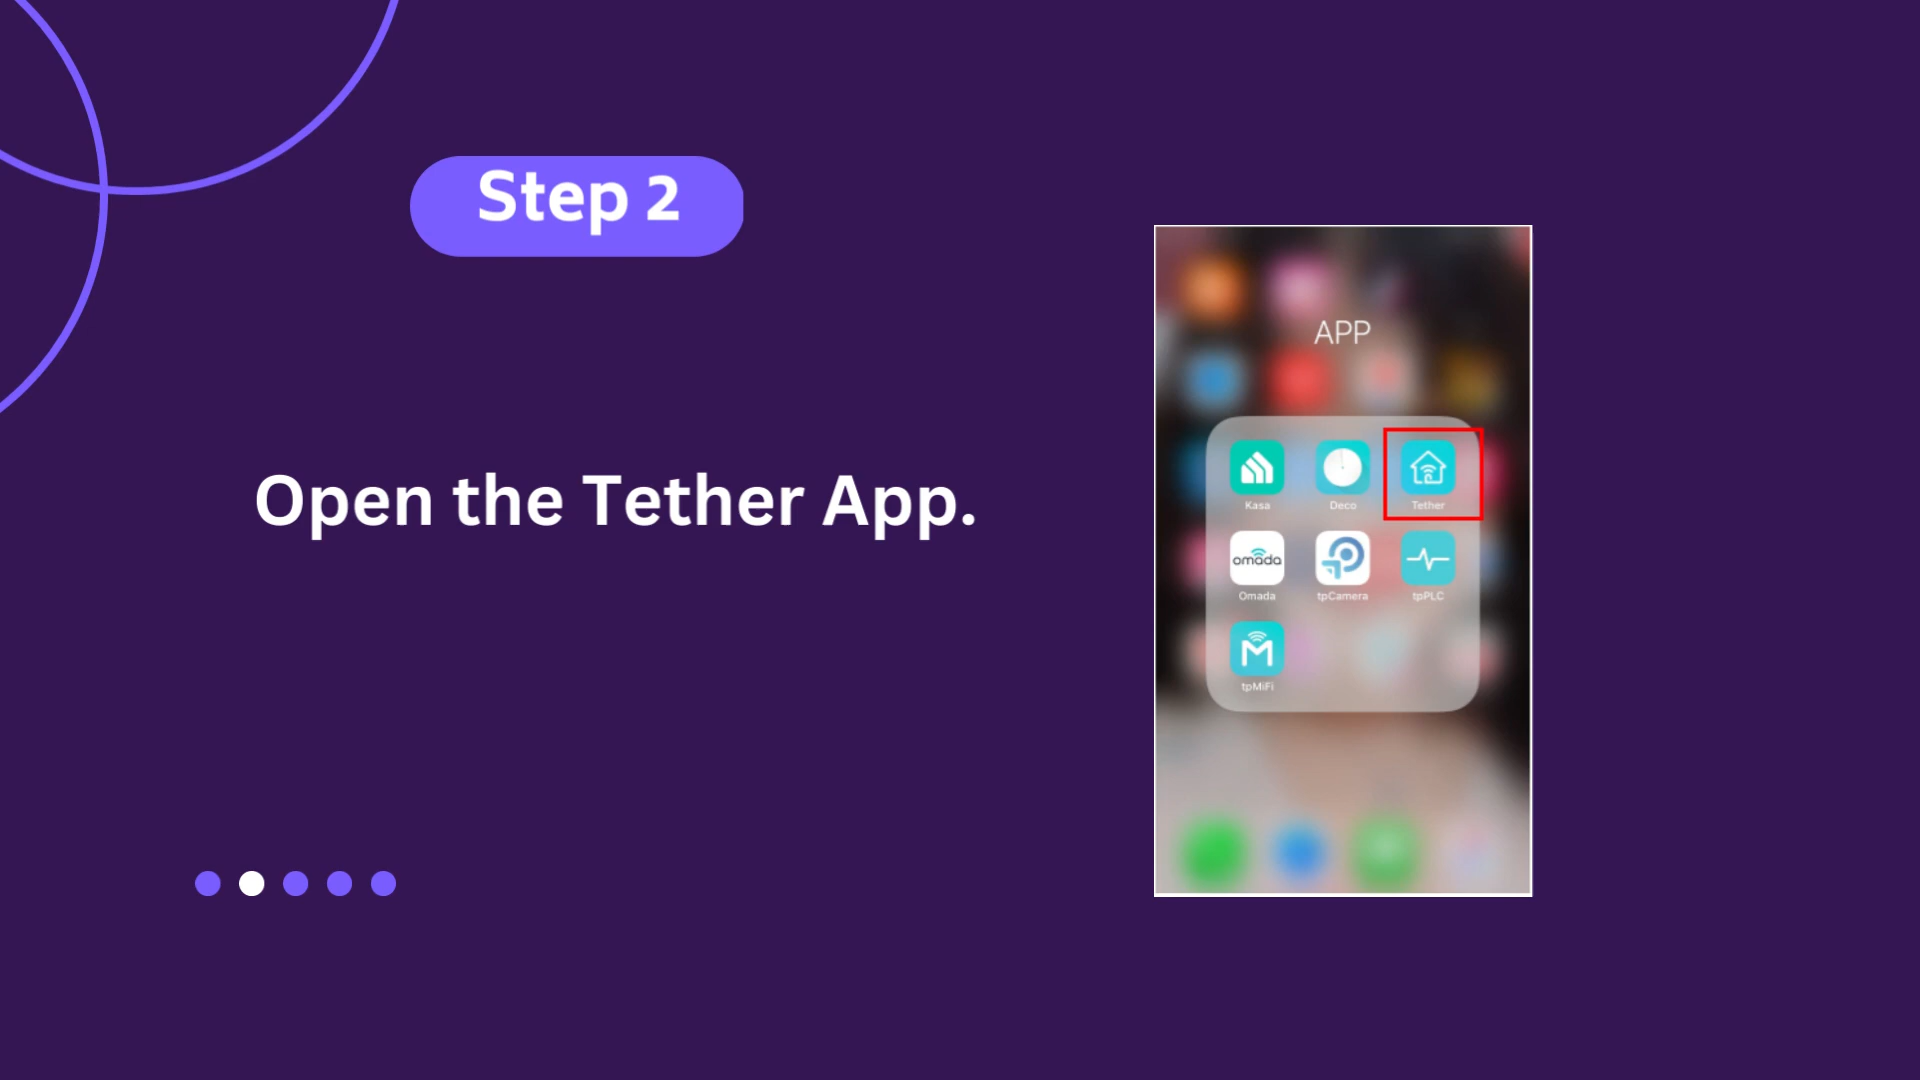 Step 2
Open the Tether App.
APP
Kasa
Deco
Tether
omada
Omada
tpCamera
tpPLC
tpMiFi